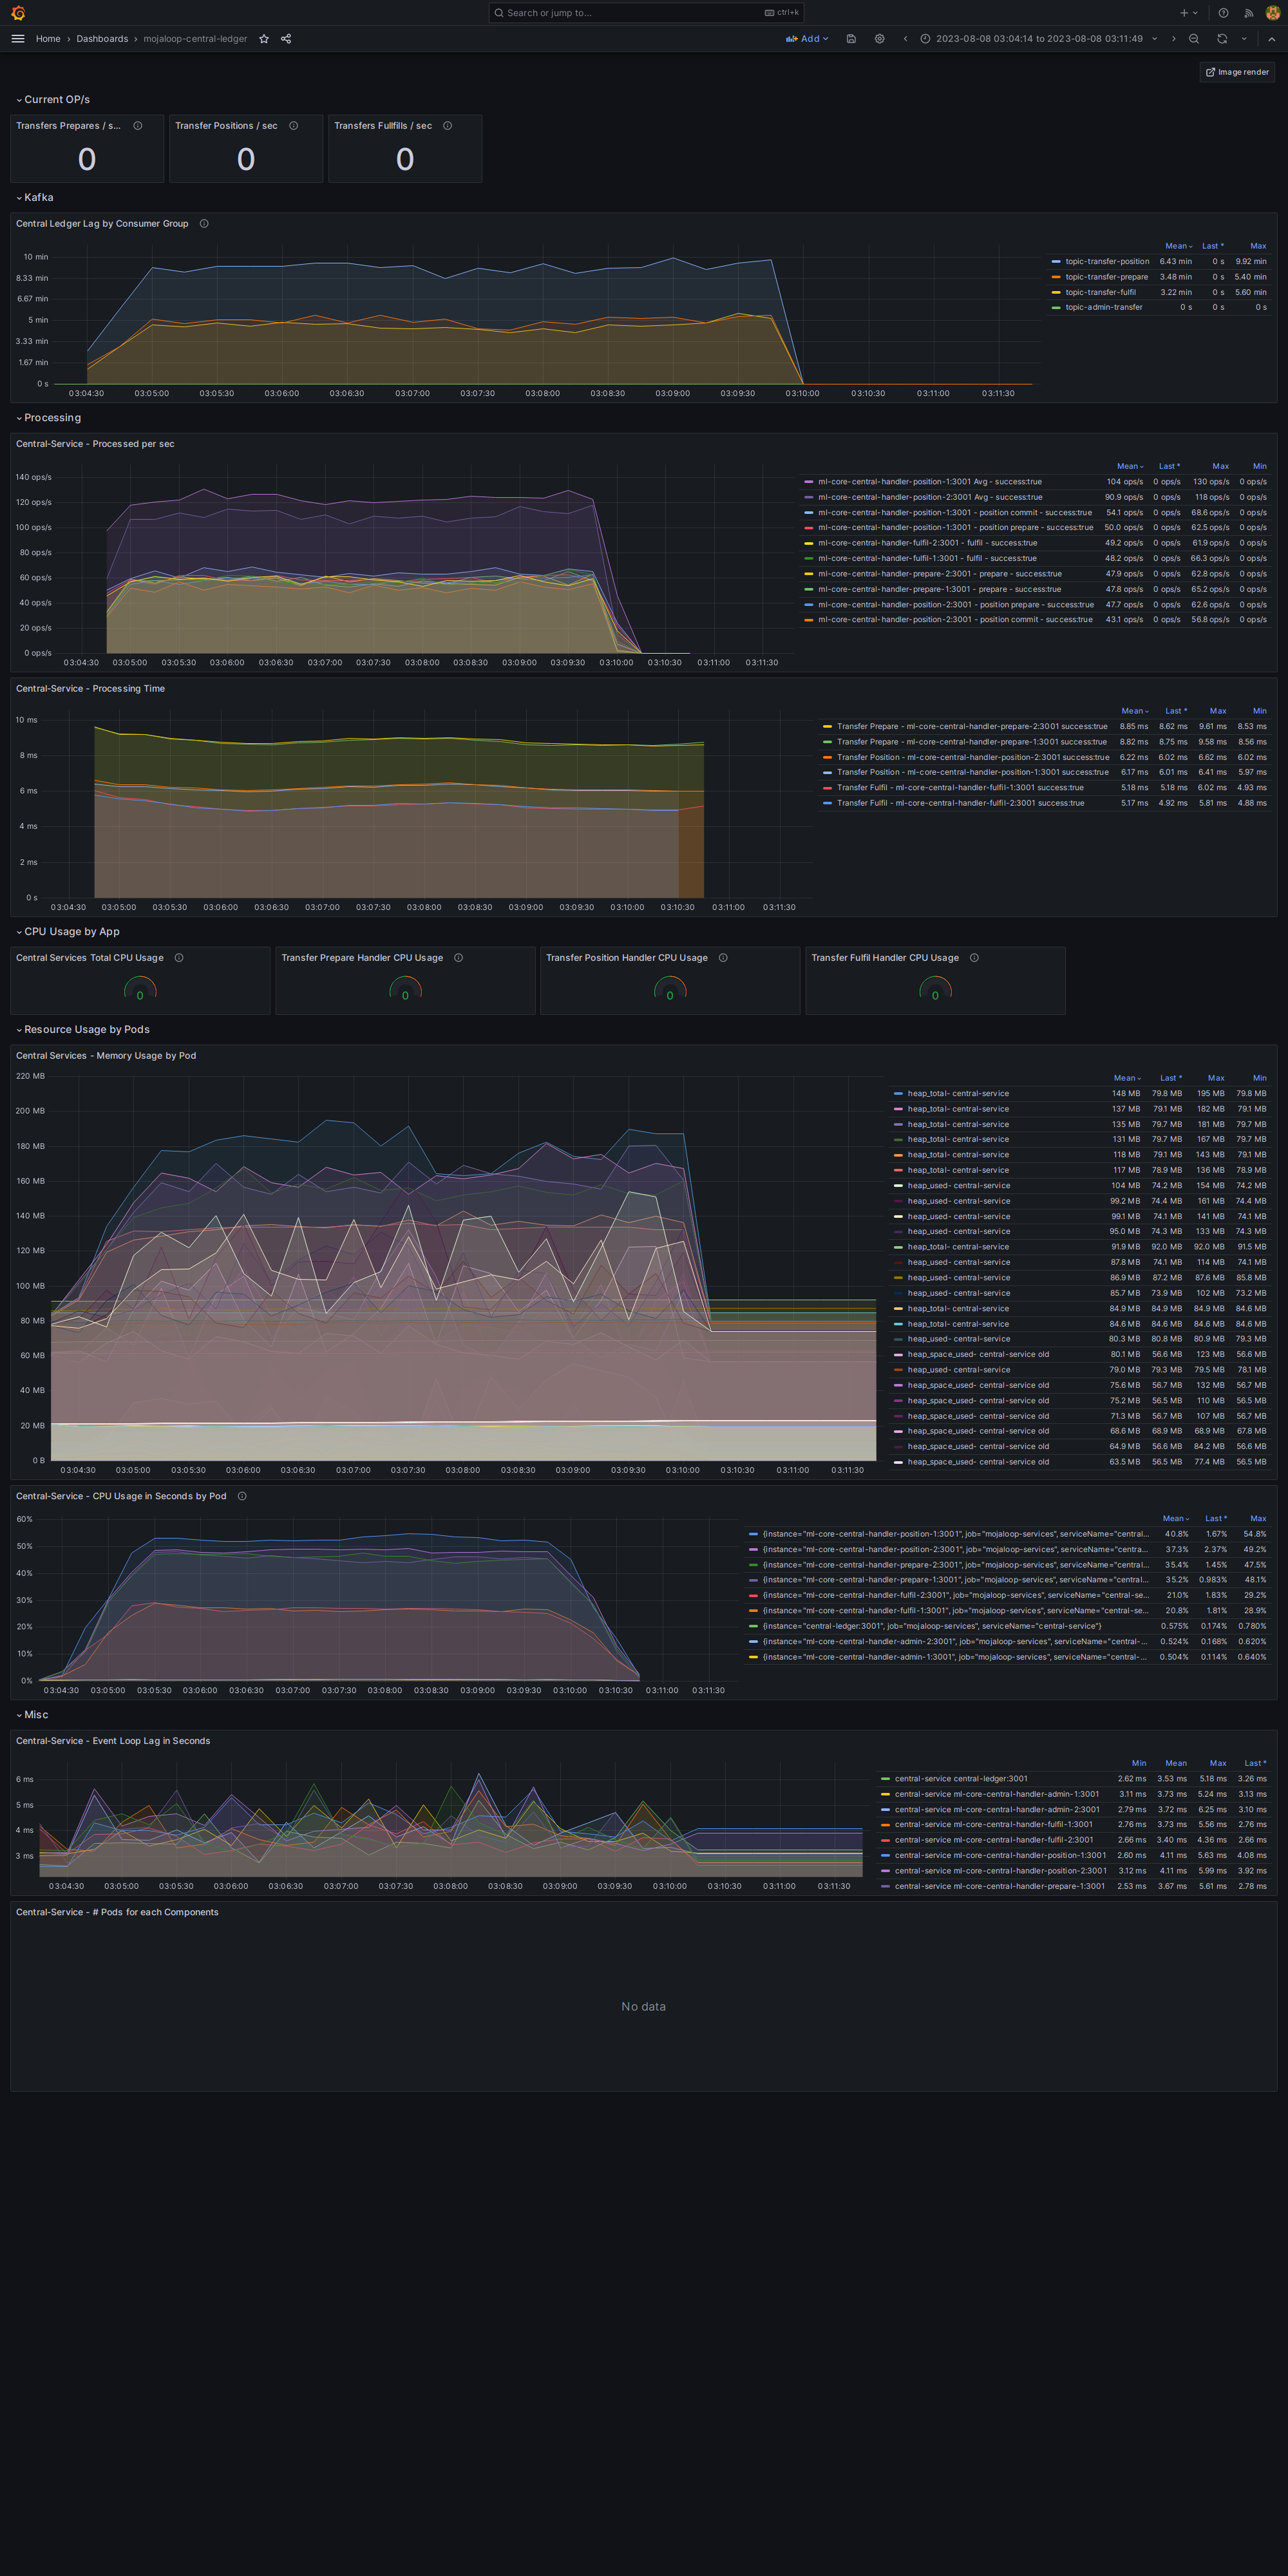 Search or jump to...
ctrl+k
Home › Dashboards › mojaloop-central-ledger
Add
2023-08-08 03:04:14 to 2023-08-08 03:11:49
Image render
Current OP/s
Transfers Prepares / s...
Transfer Positions / sec
Transfers Fullfills / sec
0
0
0
Kafka
Central Ledger Lag by Consumer Group
10 min
8.33 min
6.67 min
5 min
3.33 min
1.67 min
0 s
03:04:30 03:05:00 03:05:30 03:06:00 03:06:30 03:07:00 03:07:30 03:08:00 03:08:30 03:09:00 03:09:30 03:10:00 03:10:30 03:11:00 03:11:30
Mean Last * Max
topic-transfer-position 6.43 min 0 s 9.92 min
topic-transfer-prepare 3.48 min 0 s 5.40 min
topic-transfer-fulfil 3.22 min 0 s 5.60 min
topic-admin-transfer 0 s 0 s 0 s
Processing
Central-Service - Processed per sec
140 ops/s
120 ops/s
100 ops/s
80 ops/s
60 ops/s
40 ops/s
20 ops/s
0 ops/s
03:04:30 03:05:00 03:05:30 03:06:00 03:06:30 03:07:00 03:07:30 03:08:00 03:08:30 03:09:00 03:09:30 03:10:00 03:10:30 03:11:00 03:11:30
Mean Last * Max Min
ml-core-central-handler-position-1:3001 Avg - success:true 104 ops/s 0 ops/s 130 ops/s 0 ops/s
ml-core-central-handler-position-2:3001 Avg - success:true 90.9 ops/s 0 ops/s 118 ops/s 0 ops/s
ml-core-central-handler-position-1:3001 - position commit - success:true 54.1 ops/s 0 ops/s 68.6 ops/s 0 ops/s
ml-core-central-handler-position-1:3001 - position prepare - success:true 50.0 ops/s 0 ops/s 62.5 ops/s 0 ops/s
ml-core-central-handler-fulfil-2:3001 - fulfil - success:true 49.2 ops/s 0 ops/s 61.9 ops/s 0 ops/s
ml-core-central-handler-fulfil-1:3001 - fulfil - success:true 48.2 ops/s 0 ops/s 66.3 ops/s 0 ops/s
ml-core-central-handler-prepare-2:3001 - prepare - success:true 47.9 ops/s 0 ops/s 62.8 ops/s 0 ops/s
ml-core-central-handler-prepare-1:3001 - prepare - success:true 47.8 ops/s 0 ops/s 65.2 ops/s 0 ops/s
ml-core-central-handler-position-2:3001 - position prepare - success:true 47.7 ops/s 0 ops/s 62.6 ops/s 0 ops/s
ml-core-central-handler-position-2:3001 - position commit - success:true 43.1 ops/s 0 ops/s 56.8 ops/s 0 ops/s
Central-Service - Processing Time
10 ms
8 ms
6 ms
4 ms
2 ms
0 s
03:04:30 03:05:00 03:05:30 03:06:00 03:06:30 03:07:00 03:07:30 03:08:00 03:08:30 03:09:00 03:09:30 03:10:00 03:10:30 03:11:00 03:11:30
Mean Last * Max Min
Transfer Prepare - ml-core-central-handler-prepare-2:3001 success:true 8.85 ms 8.62 ms 9.61 ms 8.53 ms
Transfer Prepare - ml-core-central-handler-prepare-1:3001 success:true 8.82 ms 8.75 ms 9.58 ms 8.56 ms
Transfer Position - ml-core-central-handler-position-2:3001 success:true 6.22 ms 6.02 ms 6.62 ms 6.02 ms
Transfer Position - ml-core-central-handler-position-1:3001 success:true 6.17 ms 6.01 ms 6.41 ms 5.97 ms
Transfer Fulfil - ml-core-central-handler-fulfil-1:3001 success:true 5.18 ms 5.18 ms 6.02 ms 4.93 ms
Transfer Fulfil - ml-core-central-handler-fulfil-2:3001 success:true 5.17 ms 4.92 ms 5.81 ms 4.88 ms
CPU Usage by App
Central Services Total CPU Usage
Transfer Prepare Handler CPU Usage
Transfer Position Handler CPU Usage
Transfer Fulfil Handler CPU Usage
0
0
0
0
Resource Usage by Pods
Central Services - Memory Usage by Pod
220 MB
200 MB
180 MB
160 MB
140 MB
120 MB
100 MB
80 MB
60 MB
40 MB
20 MB
0 B
03:04:30 03:05:00 03:05:30 03:06:00 03:06:30 03:07:00 03:07:30 03:08:00 03:08:30 03:09:00 03:09:30 03:10:00 03:10:30 03:11:00 03:11:30
Mean Last * Max Min
heap_total- central-service 148 MB 79.8 MB 195 MB 79.8 MB
heap_total- central-service 137 MB 79.1 MB 182 MB 79.1 MB
heap_total- central-service 135 MB 79.7 MB 181 MB 79.7 MB
heap_total- central-service 131 MB 79.7 MB 167 MB 79.7 MB
heap_total- central-service 118 MB 79.1 MB 143 MB 79.1 MB
heap_total- central-service 117 MB 78.9 MB 136 MB 78.9 MB
heap_used- central-service 104 MB 74.2 MB 154 MB 74.2 MB
heap_used- central-service 99.2 MB 74.4 MB 161 MB 74.4 MB
heap_used- central-service 99.1 MB 74.1 MB 141 MB 74.1 MB
heap_used- central-service 95.0 MB 74.3 MB 133 MB 74.3 MB
heap_total- central-service 91.9 MB 92.0 MB 92.0 MB 91.5 MB
heap_used- central-service 87.8 MB 74.1 MB 114 MB 74.1 MB
heap_used- central-service 86.9 MB 87.2 MB 87.6 MB 85.8 MB
heap_used- central-service 85.7 MB 73.9 MB 102 MB 73.2 MB
heap_total- central-service 84.9 MB 84.9 MB 84.9 MB 84.6 MB
heap_total- central-service 84.6 MB 84.6 MB 84.6 MB 84.6 MB
heap_used- central-service 80.3 MB 80.8 MB 80.9 MB 79.3 MB
heap_space_used- central-service old 80.1 MB 56.6 MB 123 MB 56.6 MB
heap_used- central-service 79.0 MB 79.3 MB 79.5 MB 78.1 MB
heap_space_used- central-service old 75.6 MB 56.7 MB 132 MB 56.7 MB
heap_space_used- central-service old 75.2 MB 56.5 MB 110 MB 56.5 MB
heap_space_used- central-service old 71.3 MB 56.7 MB 107 MB 56.7 MB
heap_space_used- central-service old 68.6 MB 68.9 MB 68.9 MB 67.8 MB
heap_space_used- central-service old 64.9 MB 56.6 MB 84.2 MB 56.6 MB
heap_space_used- central-service old 63.5 MB 56.5 MB 77.4 MB 56.5 MB
Central-Service - CPU Usage in Seconds by Pod
60%
50%
40%
30%
20%
10%
0%
03:04:30 03:05:00 03:05:30 03:06:00 03:06:30 03:07:00 03:07:30 03:08:00 03:08:30 03:09:00 03:09:30 03:10:00 03:10:30 03:11:00 03:11:30
Mean Last * Max
{instance="ml-core-central-handler-position-1:3001", job="mojaloop-services", serviceName="central... 40.8% 1.67% 54.8%
{instance="ml-core-central-handler-position-2:3001", job="mojaloop-services", serviceName="centra... 37.3% 2.37% 49.2%
{instance="ml-core-central-handler-prepare-2:3001", job="mojaloop-services", serviceName="central... 35.4% 1.45% 47.5%
{instance="ml-core-central-handler-prepare-1:3001", job="mojaloop-services", serviceName="central... 35.2% 0.983% 48.1%
{instance="ml-core-central-handler-fulfil-2:3001", job="mojaloop-services", serviceName="central-se... 21.0% 1.83% 29.2%
{instance="ml-core-central-handler-fulfil-1:3001", job="mojaloop-services", serviceName="central-se... 20.8% 1.81% 28.9%
{instance="central-ledger:3001", job="mojaloop-services", serviceName="central-service"} 0.575% 0.174% 0.780%
{instance="ml-core-central-handler-admin-2:3001", job="mojaloop-services", serviceName="central-... 0.524% 0.168% 0.620%
{instance="ml-core-central-handler-admin-1:3001", job="mojaloop-services", serviceName="central-... 0.504% 0.114% 0.640%
Misc
Central-Service - Event Loop Lag in Seconds
6 ms
5 ms
4 ms
3 ms
03:04:30 03:05:00 03:05:30 03:06:00 03:06:30 03:07:00 03:07:30 03:08:00 03:08:30 03:09:00 03:09:30 03:10:00 03:10:30 03:11:00 03:11:30
Min Mean Max Last *
central-service central-ledger:3001 2.62 ms 3.53 ms 5.18 ms 3.26 ms
central-service ml-core-central-handler-admin-1:3001 3.11 ms 3.73 ms 5.24 ms 3.13 ms
central-service ml-core-central-handler-admin-2:3001 2.79 ms 3.72 ms 6.25 ms 3.10 ms
central-service ml-core-central-handler-fulfil-1:3001 2.76 ms 3.73 ms 5.56 ms 2.76 ms
central-service ml-core-central-handler-fulfil-2:3001 2.66 ms 3.40 ms 4.36 ms 2.66 ms
central-service ml-core-central-handler-position-1:3001 2.60 ms 4.11 ms 5.63 ms 4.08 ms
central-service ml-core-central-handler-position-2:3001 3.12 ms 4.11 ms 5.99 ms 3.92 ms
central-service ml-core-central-handler-prepare-1:3001 2.53 ms 3.67 ms 5.61 ms 2.78 ms
Central-Service - # Pods for each Components
No data